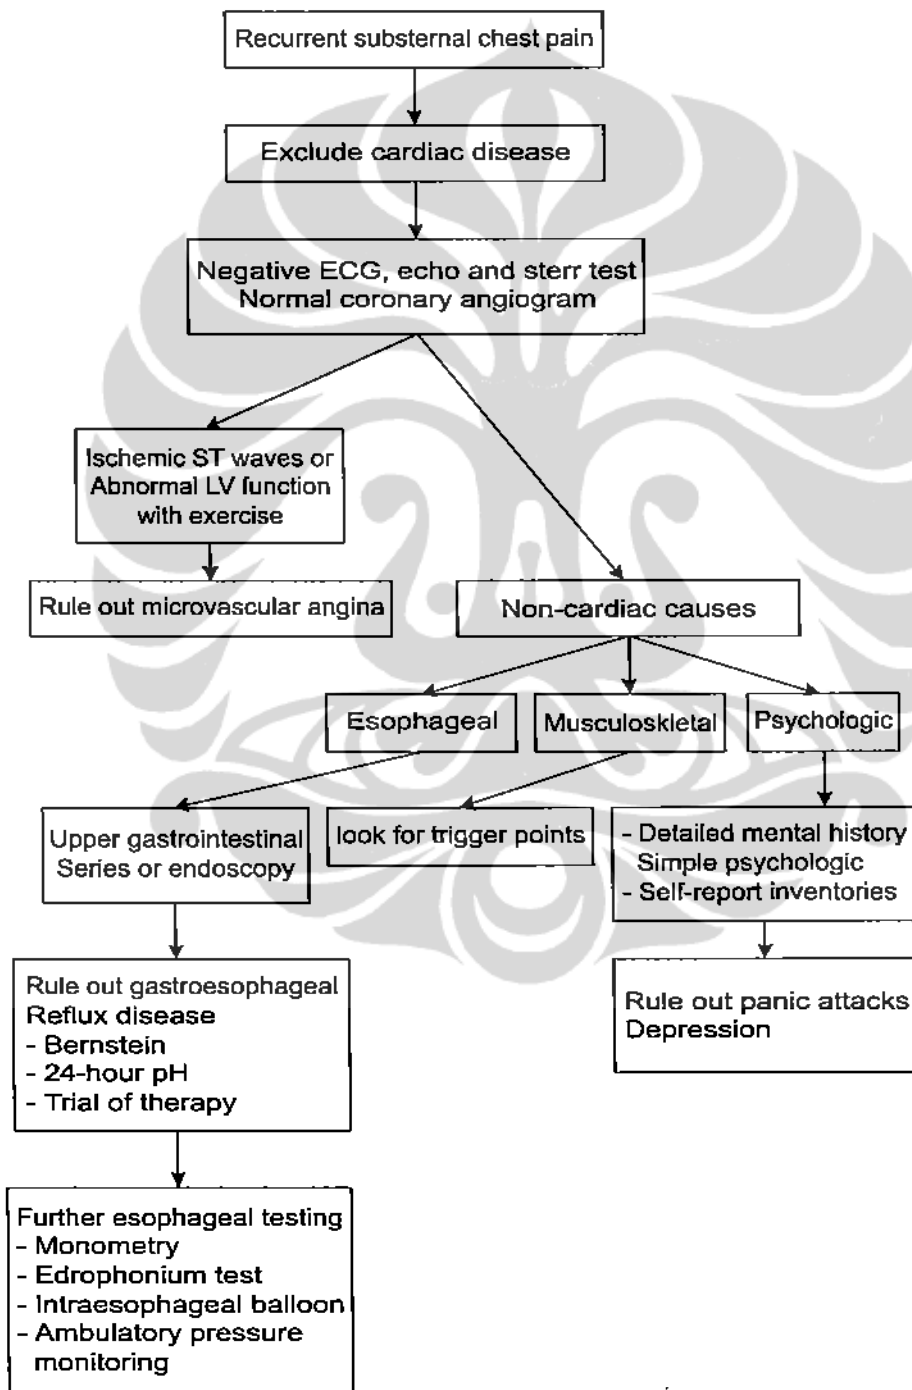 Recurrent substernal chest pain
Exclude cardiac disease
Negative ECG, echo and sterr test
Normal coronary angiogram
Ischemic ST waves or
Abnormal LV function
with exercise
Rule out microvascular angina
Non-cardiac causes
Esophageal
Musculoskletal
Psychologic
Upper gastrointestinal
Series or endoscopy
look for trigger points
- Detailed mental history
Simple psychologic
- Self-report inventories
Rule out gastroesophageal
Reflux disease
- Bernstein
- 24-hour pH
- Trial of therapy
Rule out panic attacks
Depression
Further esophageal testing
- Monometry
- Edrophonium test
- Intraesophageal balloon
- Ambulatory pressure
monitoring